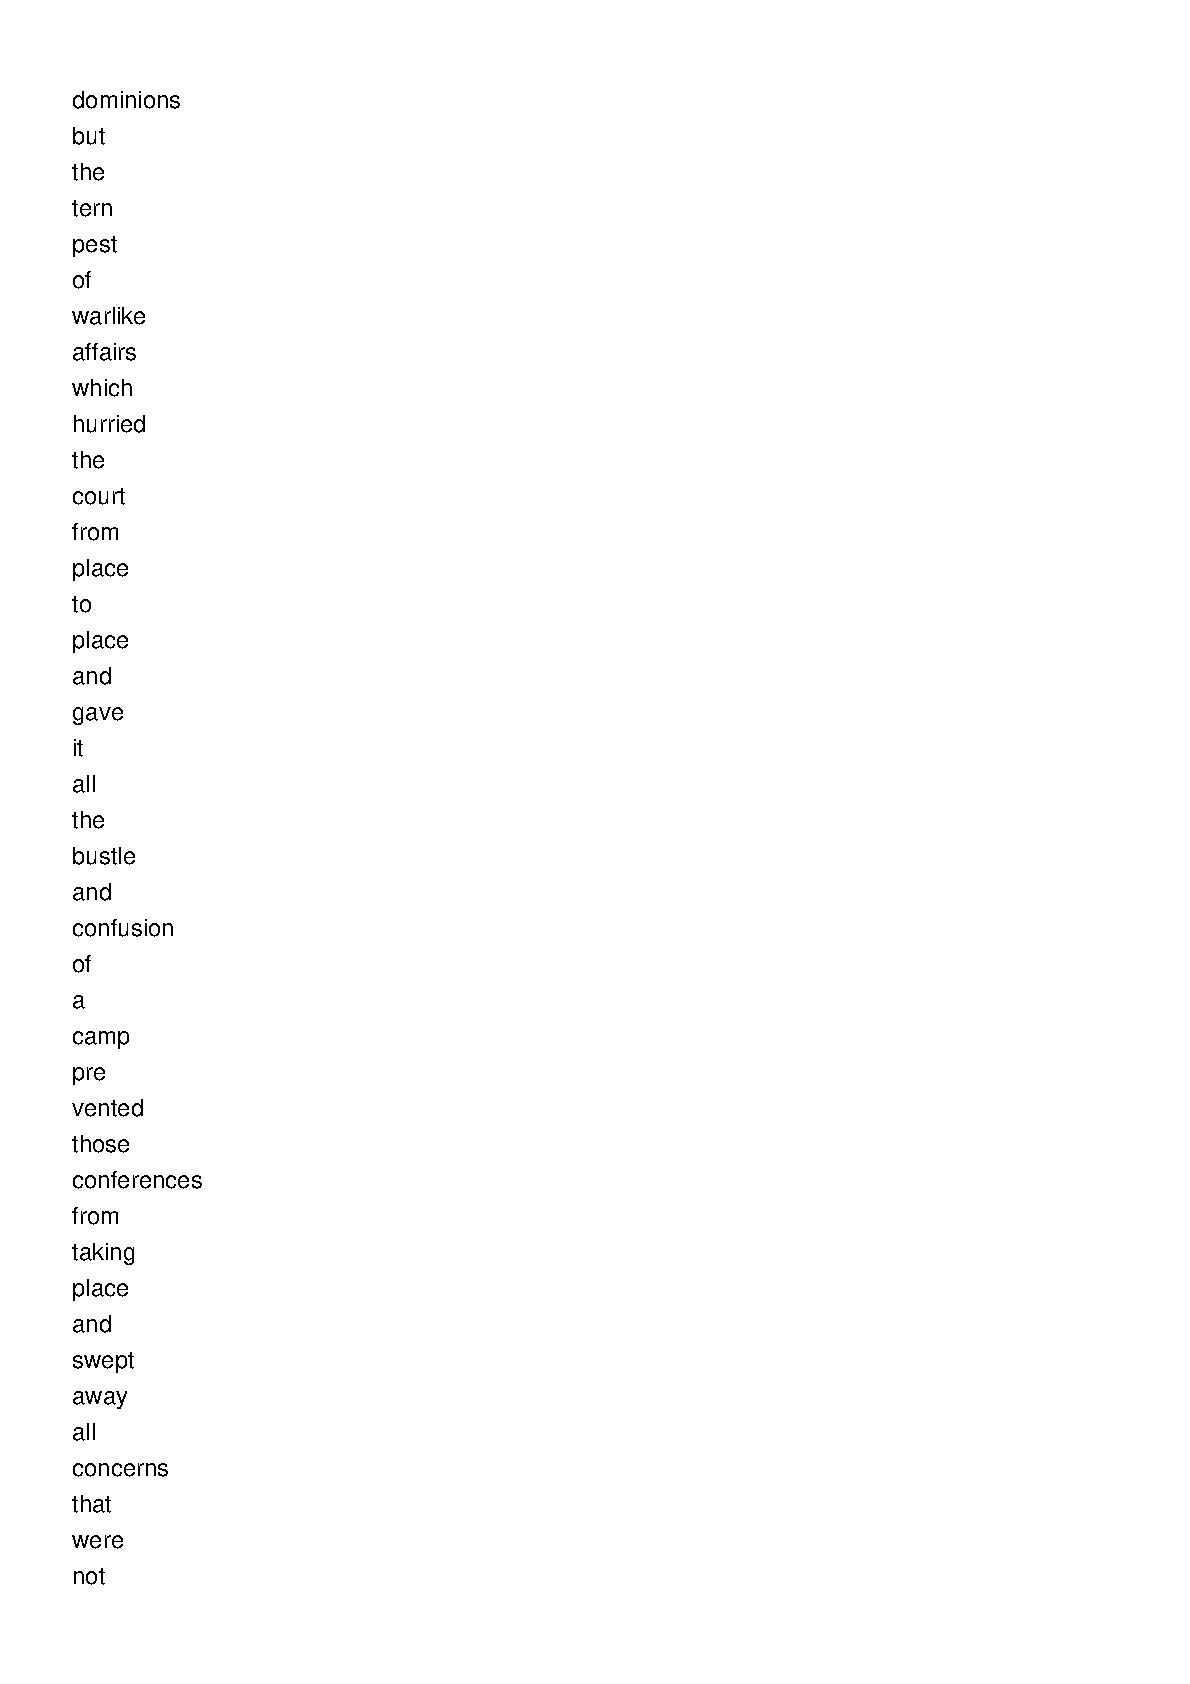 dominions
but
the
tern
pest
of
warlike
affairs
which
hurried
the
court
from
place
to
place
and
gave
it
all
the
bustle
and
confusion
of
a
camp
pre
vented
those
conferences
from
taking
place
and
swept
away
all
concerns
that
were
not